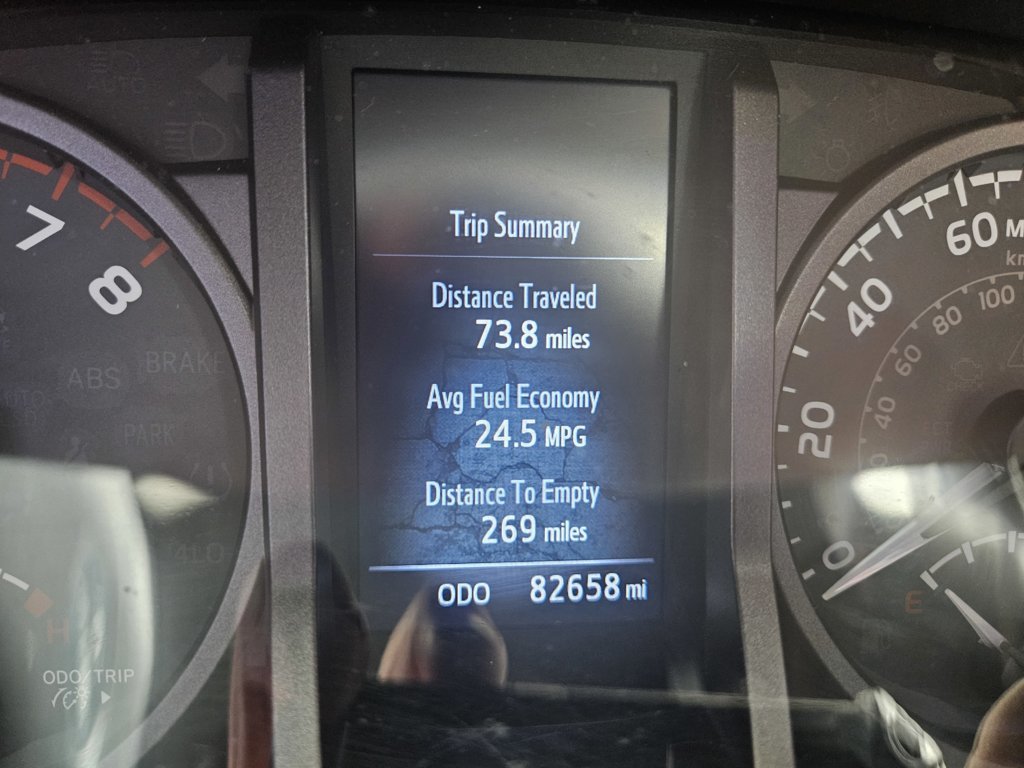 Trip Summary
Distance Traveled
73.8 miles
Avg Fuel Economy
24.5 MPG
Distance To Empty
269 miles
ODO 82658 mi
7
8
ABS
BRAKE
PARK
4LO
H
ODO/TRIP
0
20
40
60
40
60
80
100
E